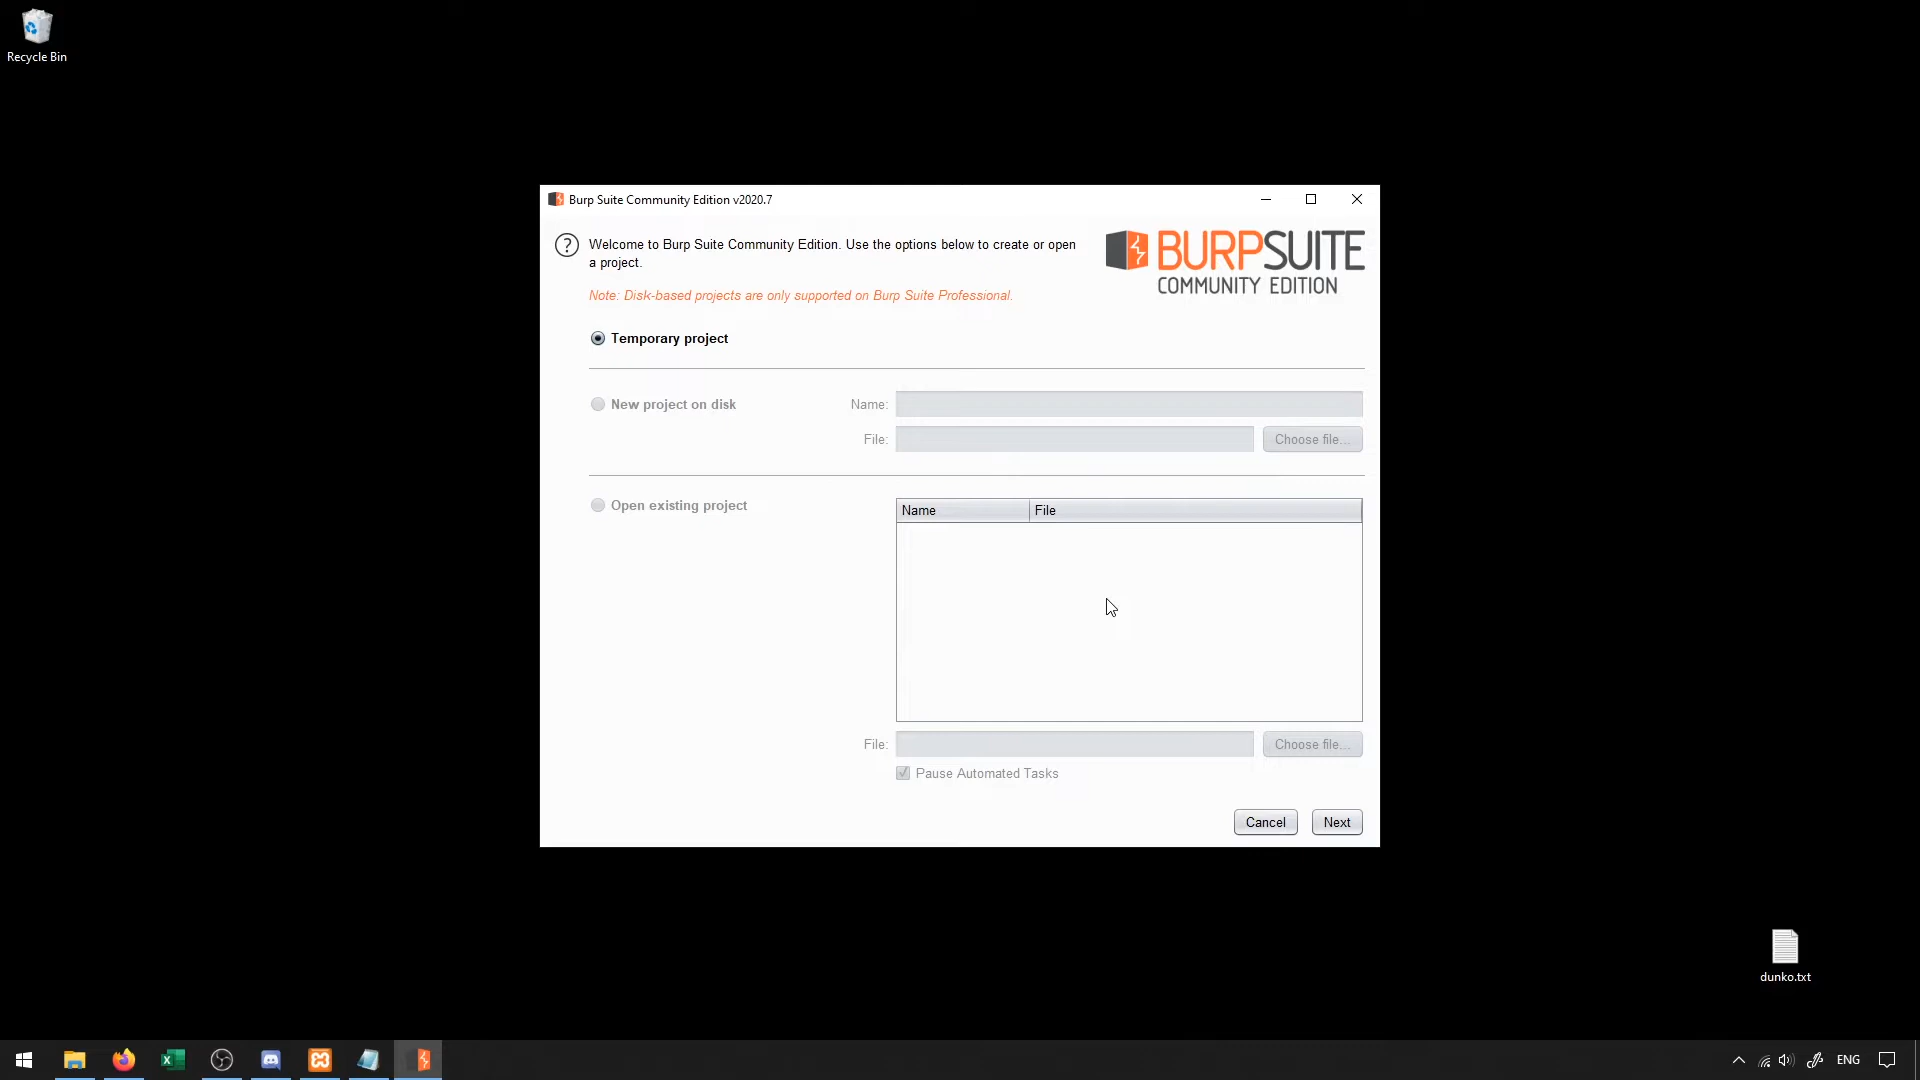 Recycle Bin
Burp Suite Community Edition v2020.7
Welcome to Burp Suite Community Edition. Use the options below to create or open
a project.
BURPSUITE
COMMUNITY EDITION
Note: Disk-based projects are only supported on Burp Suite Professional.
Temporary project
New project on disk
Name:
File:
Choose file...
Open existing project
Name
File
File:
Choose file...
Pause Automated Tasks
Cancel
Next
dunko.txt
ENG